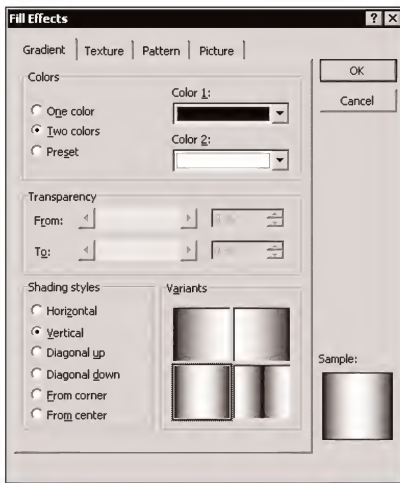 Fill Effects
Gradient Texture Pattern Picture
OK
Cancel
Colors
One color
Two colors
Preset
Color 1:
Color 2:
Transparency
From:
To:
Shading styles
Horizontal
Vertical
Diagonal up
Diagonal down
From corner
From center
Variants
Sample: